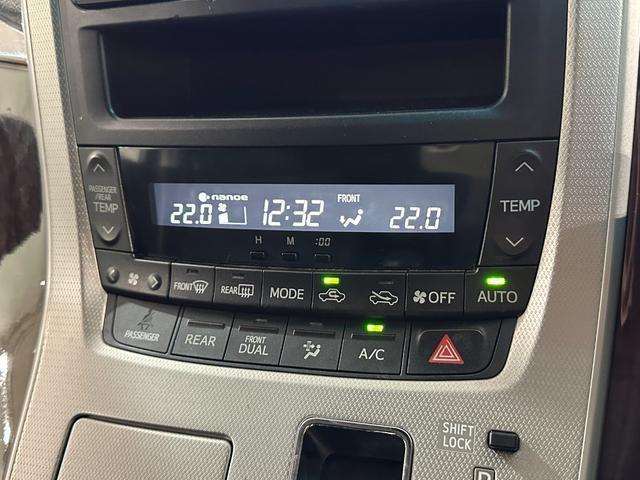 nanoe
FRONT
22.0 12:32 22.0
PASSENGER
/REAR
TEMP
TEMP
H M :00
FRONT REAR MODE OFF AUTO
PASSENGER REAR FRONT
DUAL A/C
SHIFT
LOCK
D